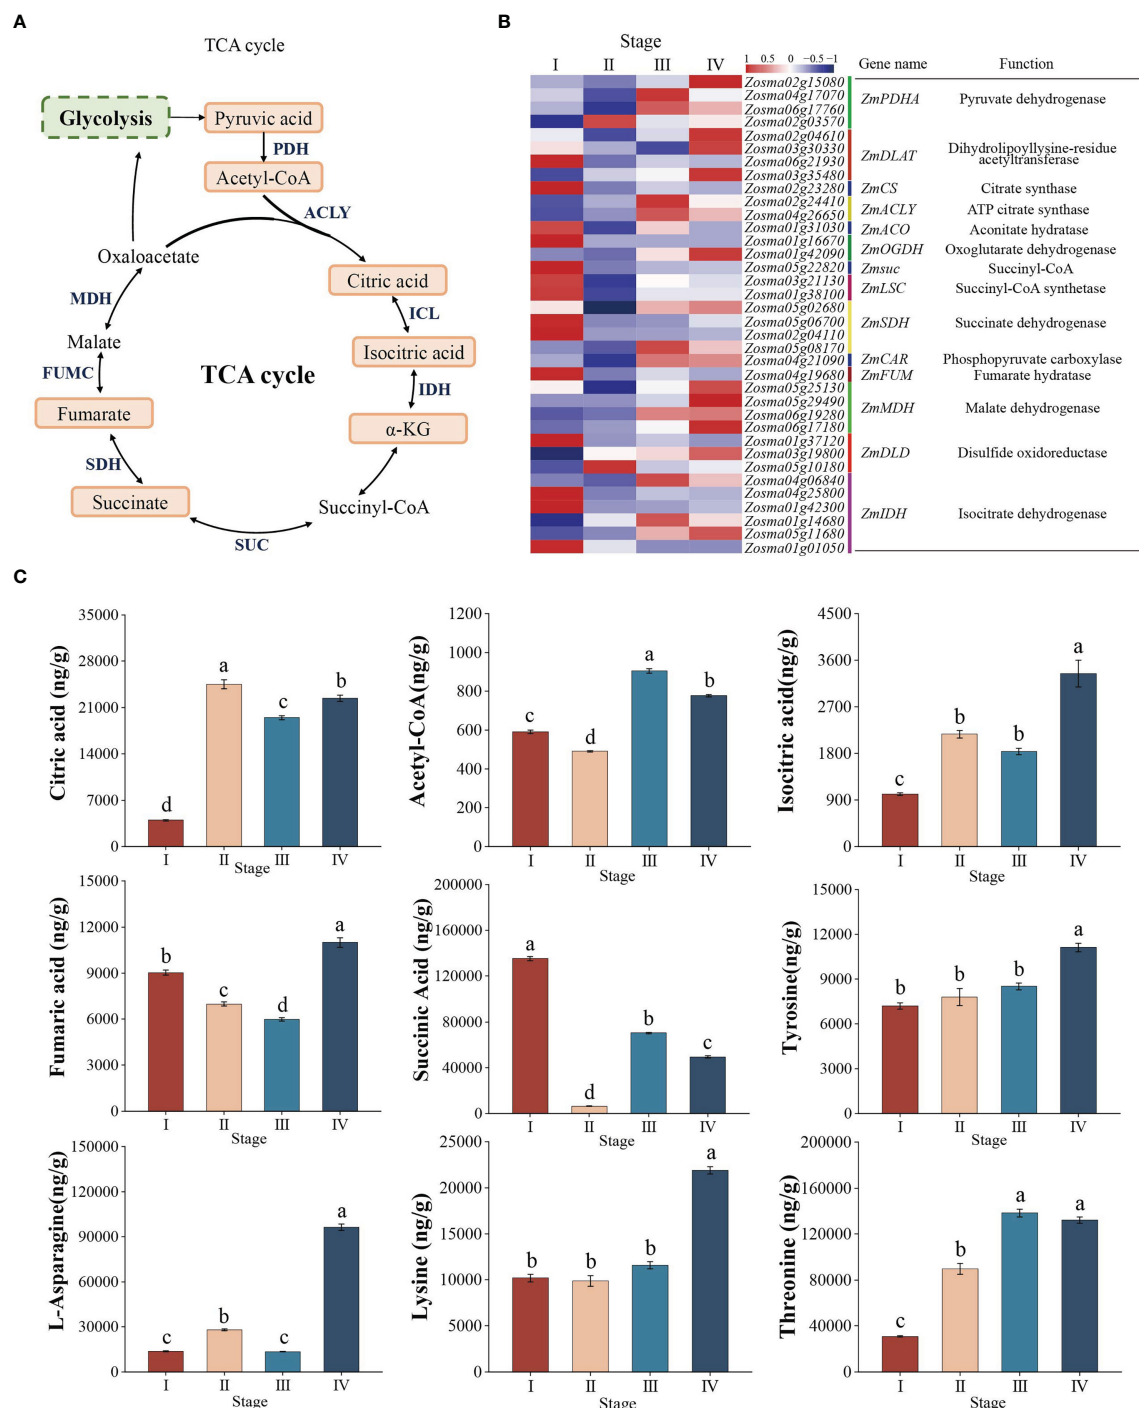 A
TCA cycle
Glycolysis
Pyruvic acid
PDH
Acetyl-CoA
ACLY
Oxaloacetate
Citric acid
MDH
ICL
Malate
Isocitric acid
TCA cycle
FUMC
IDH
Fumarate
α-KG
SDH
Succinate
Succinyl-CoA
SUC
B
Stage
I II III IV
1 0.5 0 -0.5 -1
Gene name Function
Zosma02g15080
Zosma04g17070
Zosma06g17760
Zosma02g03570
ZmPDHA Pyruvate dehydrogenase
Zosma02g04610
Zosma03g30330
Zosma06g21930
Zosma03g35480
ZmDLAT Dihydrolipoyllysine-residue
acetyltransferase
Zosma02g23280
ZmCS Citrate synthase
Zosma02g24410
Zosma04g26650
ZmACLY ATP citrate synthase
Zosma01g31030
ZmACO Aconitate hydratase
Zosma01g16670
Zosma01g42090
ZmOGDH Oxoglutarate dehydrogenase
Zosma05g22820
Zmsuc Succinyl-CoA
Zosma03g21130
Zosma01g38100
ZmLSC Succinyl-CoA synthetase
Zosma05g02680
Zosma05g06700
Zosma02g04110
Zosma05g08170
ZmSDH Succinate dehydrogenase
Zosma04g21090
ZmCAR Phosphopyruvate carboxylase
Zosma04g19680
ZmFUM Fumarate hydratase
Zosma05g25130
Zosma05g29490
Zosma06g19280
Zosma06g17180
ZmMDH Malate dehydrogenase
Zosma01g37120
Zosma03g19800
Zosma05g10180
ZmDLD Disulfide oxidoreductase
Zosma04g06840
Zosma04g25800
Zosma01g42300
Zosma01g14680
Zosma05g11680
Zosma01g01050
ZmIDH Isocitrate dehydrogenase
C
Citric acid (ng/g)
35000
28000
21000
14000
7000
0
d a c b
I II III IV
Stage
Acetyl-CoA(ng/g)
1200
1000
800
600
400
200
0
c d a b
I II III IV
Stage
Isocitric acid(ng/g)
4500
3600
2700
1800
900
0
c b b a
I II III IV
Stage
Fumaric acid (ng/g)
15000
12000
9000
6000
3000
0
b c d a
I II III IV
Stage
Succinic Acid (ng/g)
200000
160000
120000
80000
40000
0
a d b c
I II III IV
Stage
Tyrosine(ng/g)
15000
12000
9000
6000
3000
0
b b b a
I II III IV
Stage
L-Asparagine(ng/g)
150000
120000
90000
60000
30000
0
c b c a
I II III IV
Stage
Lysine (ng/g)
25000
20000
15000
10000
5000
0
b b b a
I II III IV
Stage
Threonine (ng/g)
200000
160000
120000
80000
40000
0
c b a a
I II III IV
Stage